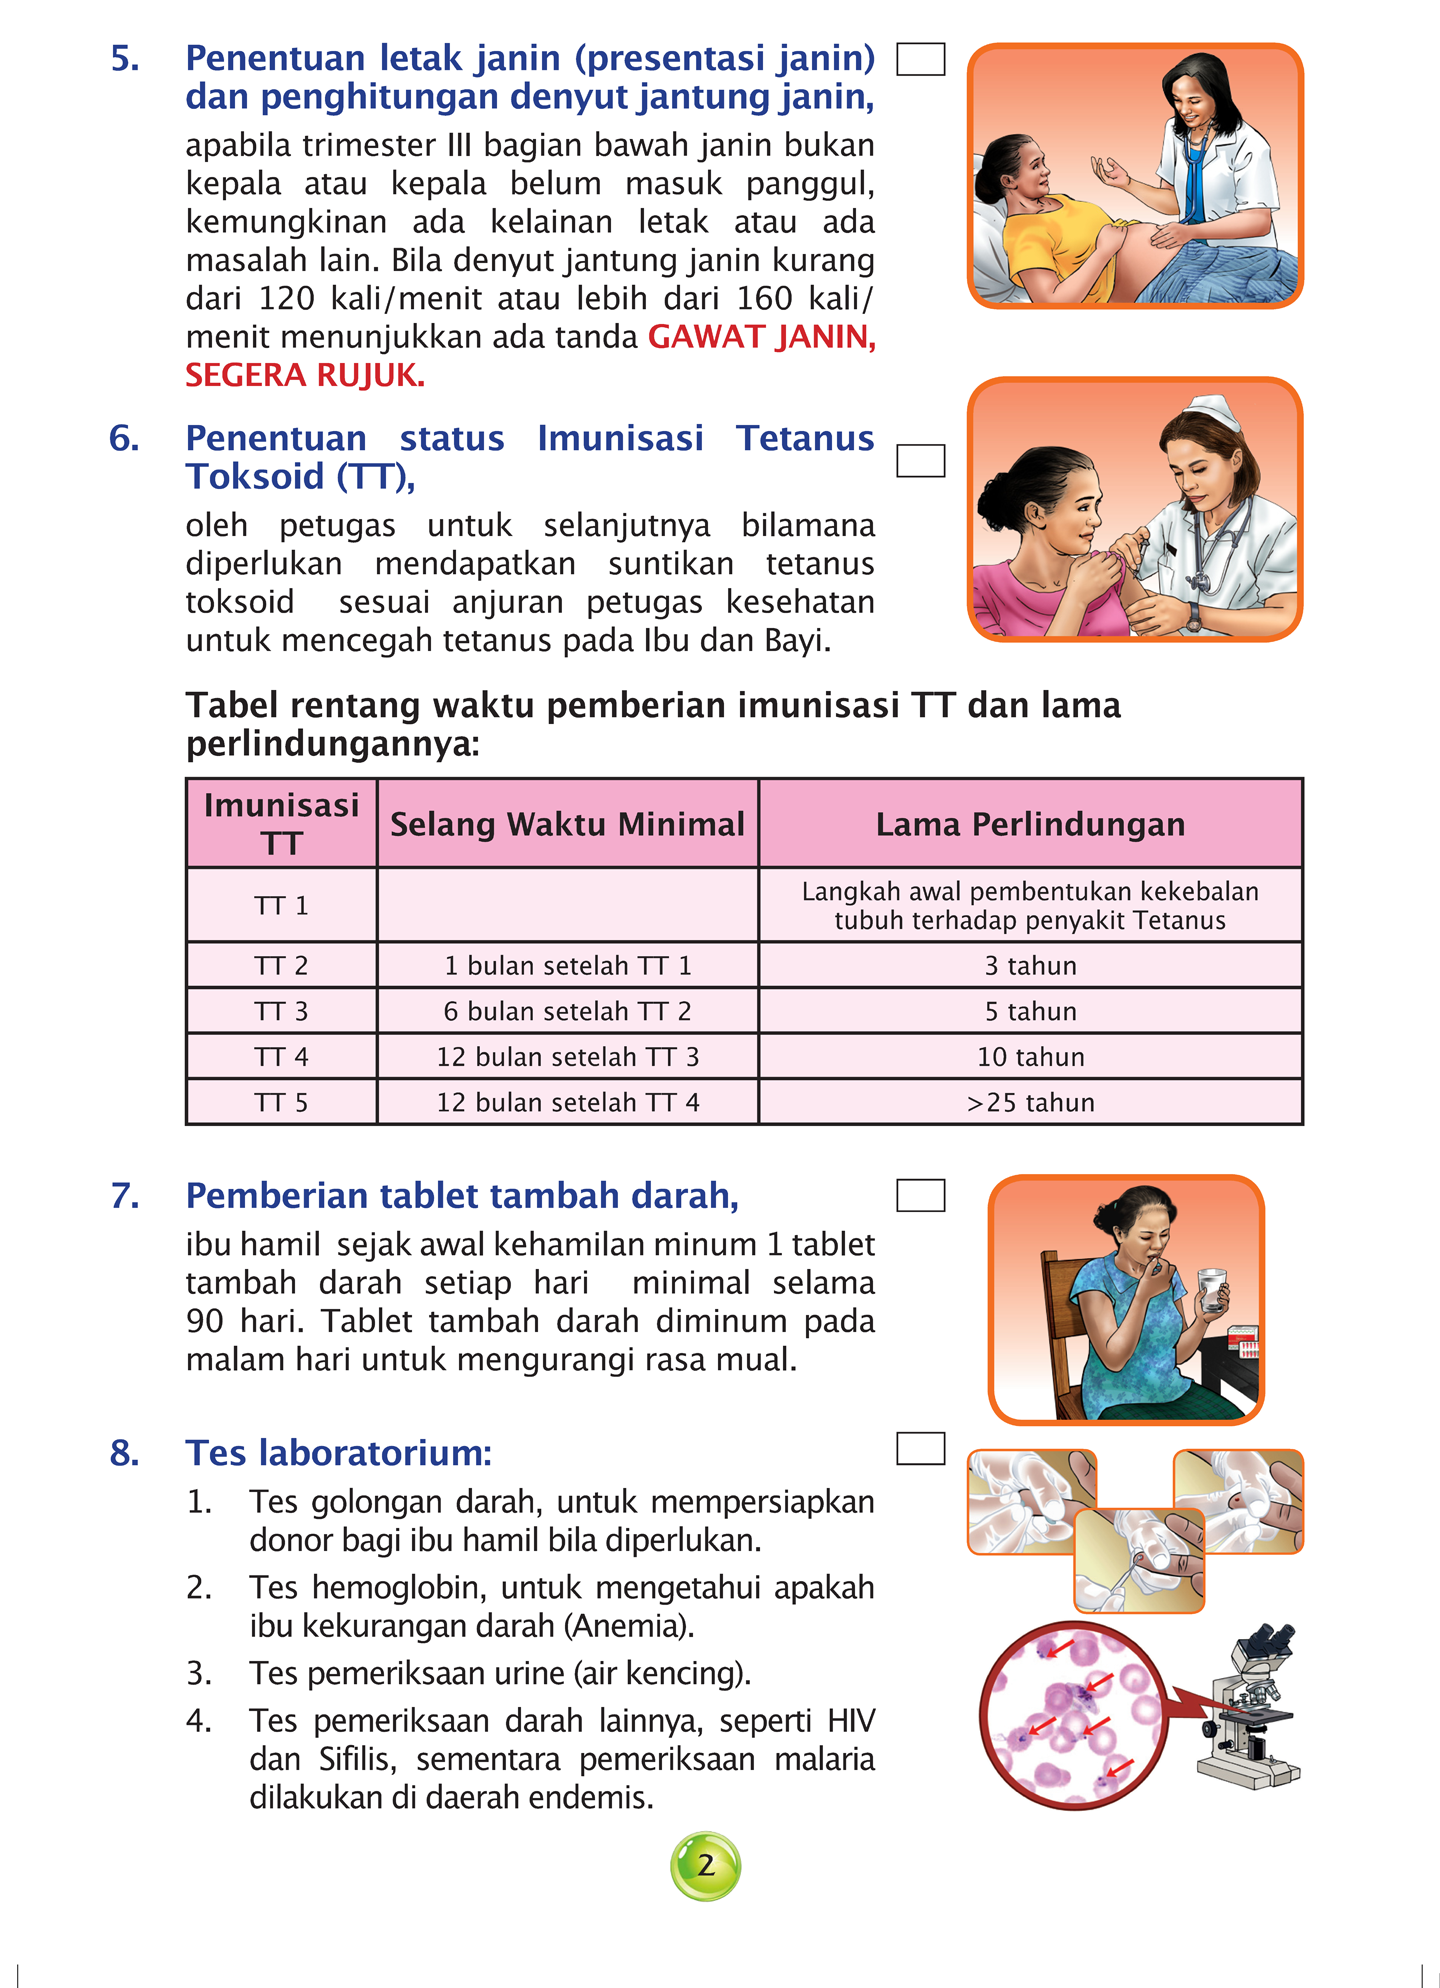 5. Penentuan letak janin (presentasi janin)
dan penghitungan denyut jantung janin,
apabila trimester III bagian bawah janin bukan
kepala atau kepala belum masuk panggul,
kemungkinan ada kelainan letak atau ada
masalah lain. Bila denyut jantung janin kurang
dari 120 kali/menit atau lebih dari 160 kali/
menit menunjukkan ada tanda GAWAT JANIN,
SEGERA RUJUK.
6. Penentuan status Imunisasi Tetanus
Toksoid (TT),
oleh petugas untuk selanjutnya bilamana
diperlukan mendapatkan suntikan tetanus
toksoid sesuai anjuran petugas kesehatan
untuk mencegah tetanus pada Ibu dan Bayi.
Tabel rentang waktu pemberian imunisasi TT dan lama
perlindungannya:
Imunisasi
TT
Selang Waktu Minimal
Lama Perlindungan
TT 1
Langkah awal pembentukan kekebalan
tubuh terhadap penyakit Tetanus
TT 2 1 bulan setelah TT 1 3 tahun
TT 3 6 bulan setelah TT 2 5 tahun
TT 4 12 bulan setelah TT 3 10 tahun
TT 5 12 bulan setelah TT 4 >25 tahun
7. Pemberian tablet tambah darah,
ibu hamil sejak awal kehamilan minum 1 tablet
tambah darah setiap hari minimal selama
90 hari. Tablet tambah darah diminum pada
malam hari untuk mengurangi rasa mual.
8. Tes laboratorium:
1. Tes golongan darah, untuk mempersiapkan
donor bagi ibu hamil bila diperlukan.
2. Tes hemoglobin, untuk mengetahui apakah
ibu kekurangan darah (Anemia).
3. Tes pemeriksaan urine (air kencing).
4. Tes pemeriksaan darah lainnya, seperti HIV
dan Sifilis, sementara pemeriksaan malaria
dilakukan di daerah endemis.
2